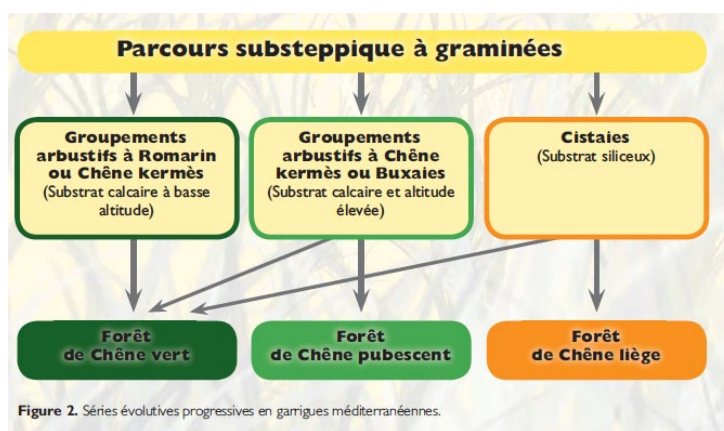 Parcours substeppique à graminées
Groupements
arbustifs à Romarin
ou Chêne kermès
(Substrat calcaire à basse
altitude)
Groupements
arbustifs à Chêne
kermès ou Buxaies
(Substrat calcaire et altitude
élevée)
Cistaies
(Substrat siliceux)
Forêt
de Chêne vert
Forêt
de Chêne pubescent
Forêt
de Chêne liège
Figure 2. Séries évolutives progressives en garrigues méditerranéennes.